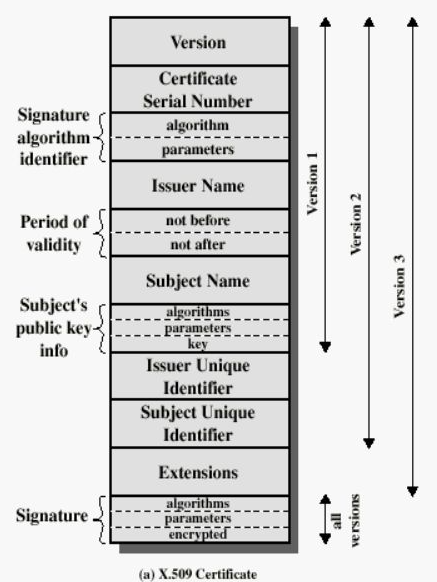 Version
Certificate
Serial Number
Signature
algorithm
identifier
algorithm
parameters
Issuer Name
Period of
validity
not before
not after
Subject Name
Subject's
public key
info
algorithms
parameters
key
Issuer Unique
Identifier
Subject Unique
Identifier
Extensions
Signature
algorithms
parameters
encrypted
Version 1
Version 2
Version 3
all
versions
(a) X.509 Certificate